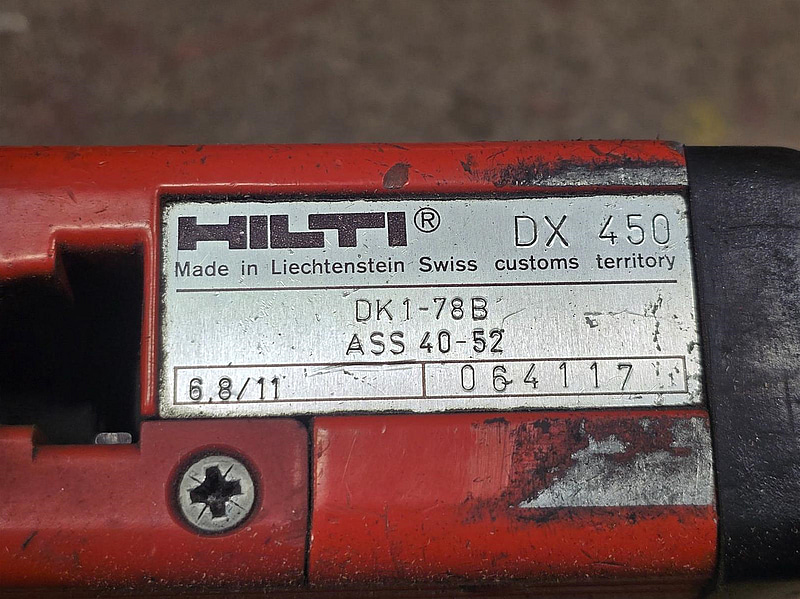 HILTI® DX 450
Made in Liechtenstein Swiss customs territory
DK1-78B
ASS 40-52
6.8/11 064117